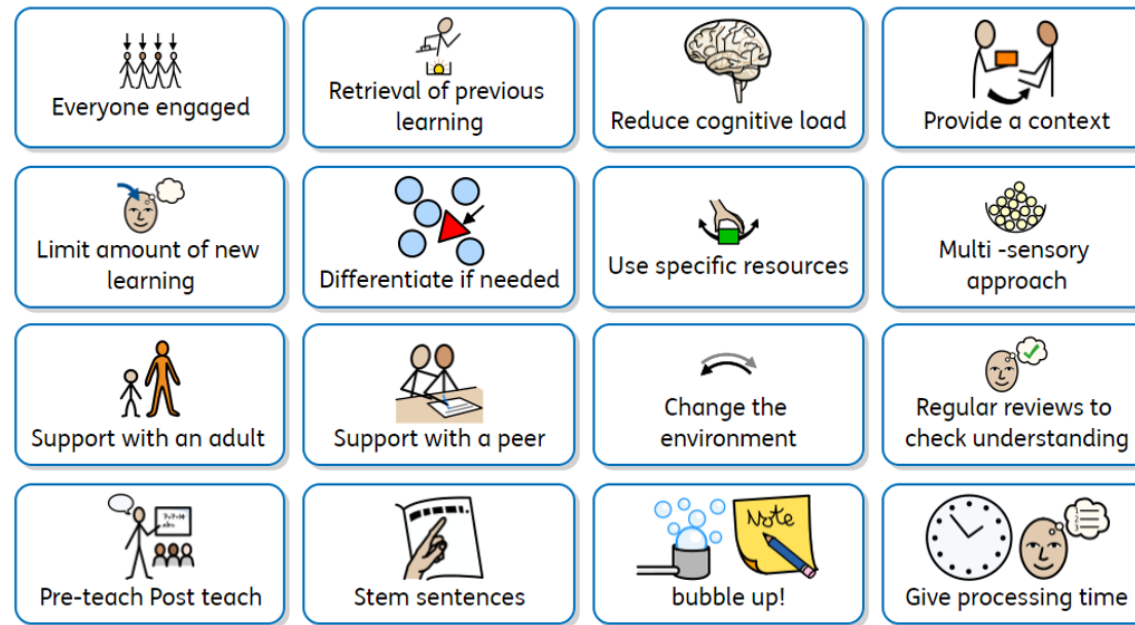 Everyone engaged
Retrieval of previous
learning
Reduce cognitive load
Provide a context
Limit amount of new
learning
Differentiate if needed
Use specific resources
Multi -sensory
approach
Support with an adult
Support with a peer
Change the
environment
Regular reviews to
check understanding
Pre-teach Post teach
Stem sentences
Note
bubble up!
Give processing time